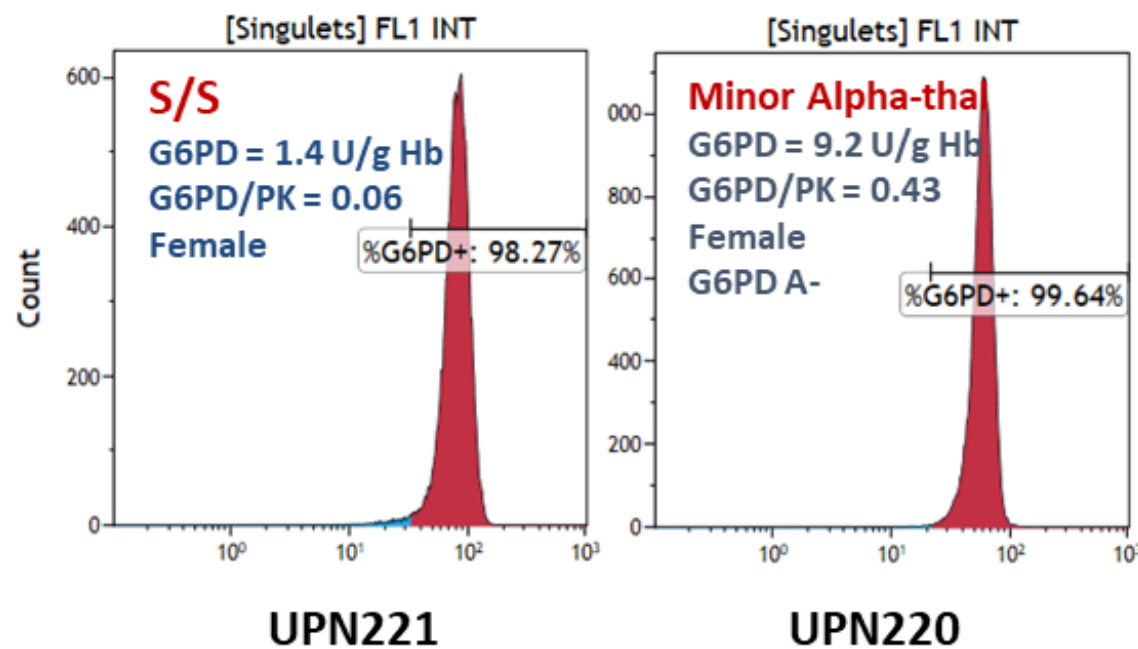 [Singulets] FL1 INT
600
400
200
0
Count
S/S
G6PD = 1.4 U/g Hb
G6PD/PK = 0.06
Female
%G6PD+: 98.27%
10⁰
10¹
10²
10³
UPN221
[Singulets] FL1 INT
000
800
600
400
200
0
Minor Alpha-thal
G6PD = 9.2 U/g Hb
G6PD/PK = 0.43
Female
G6PD A-
%G6PD+: 99.64%
10⁰
10¹
10²
10³
UPN220